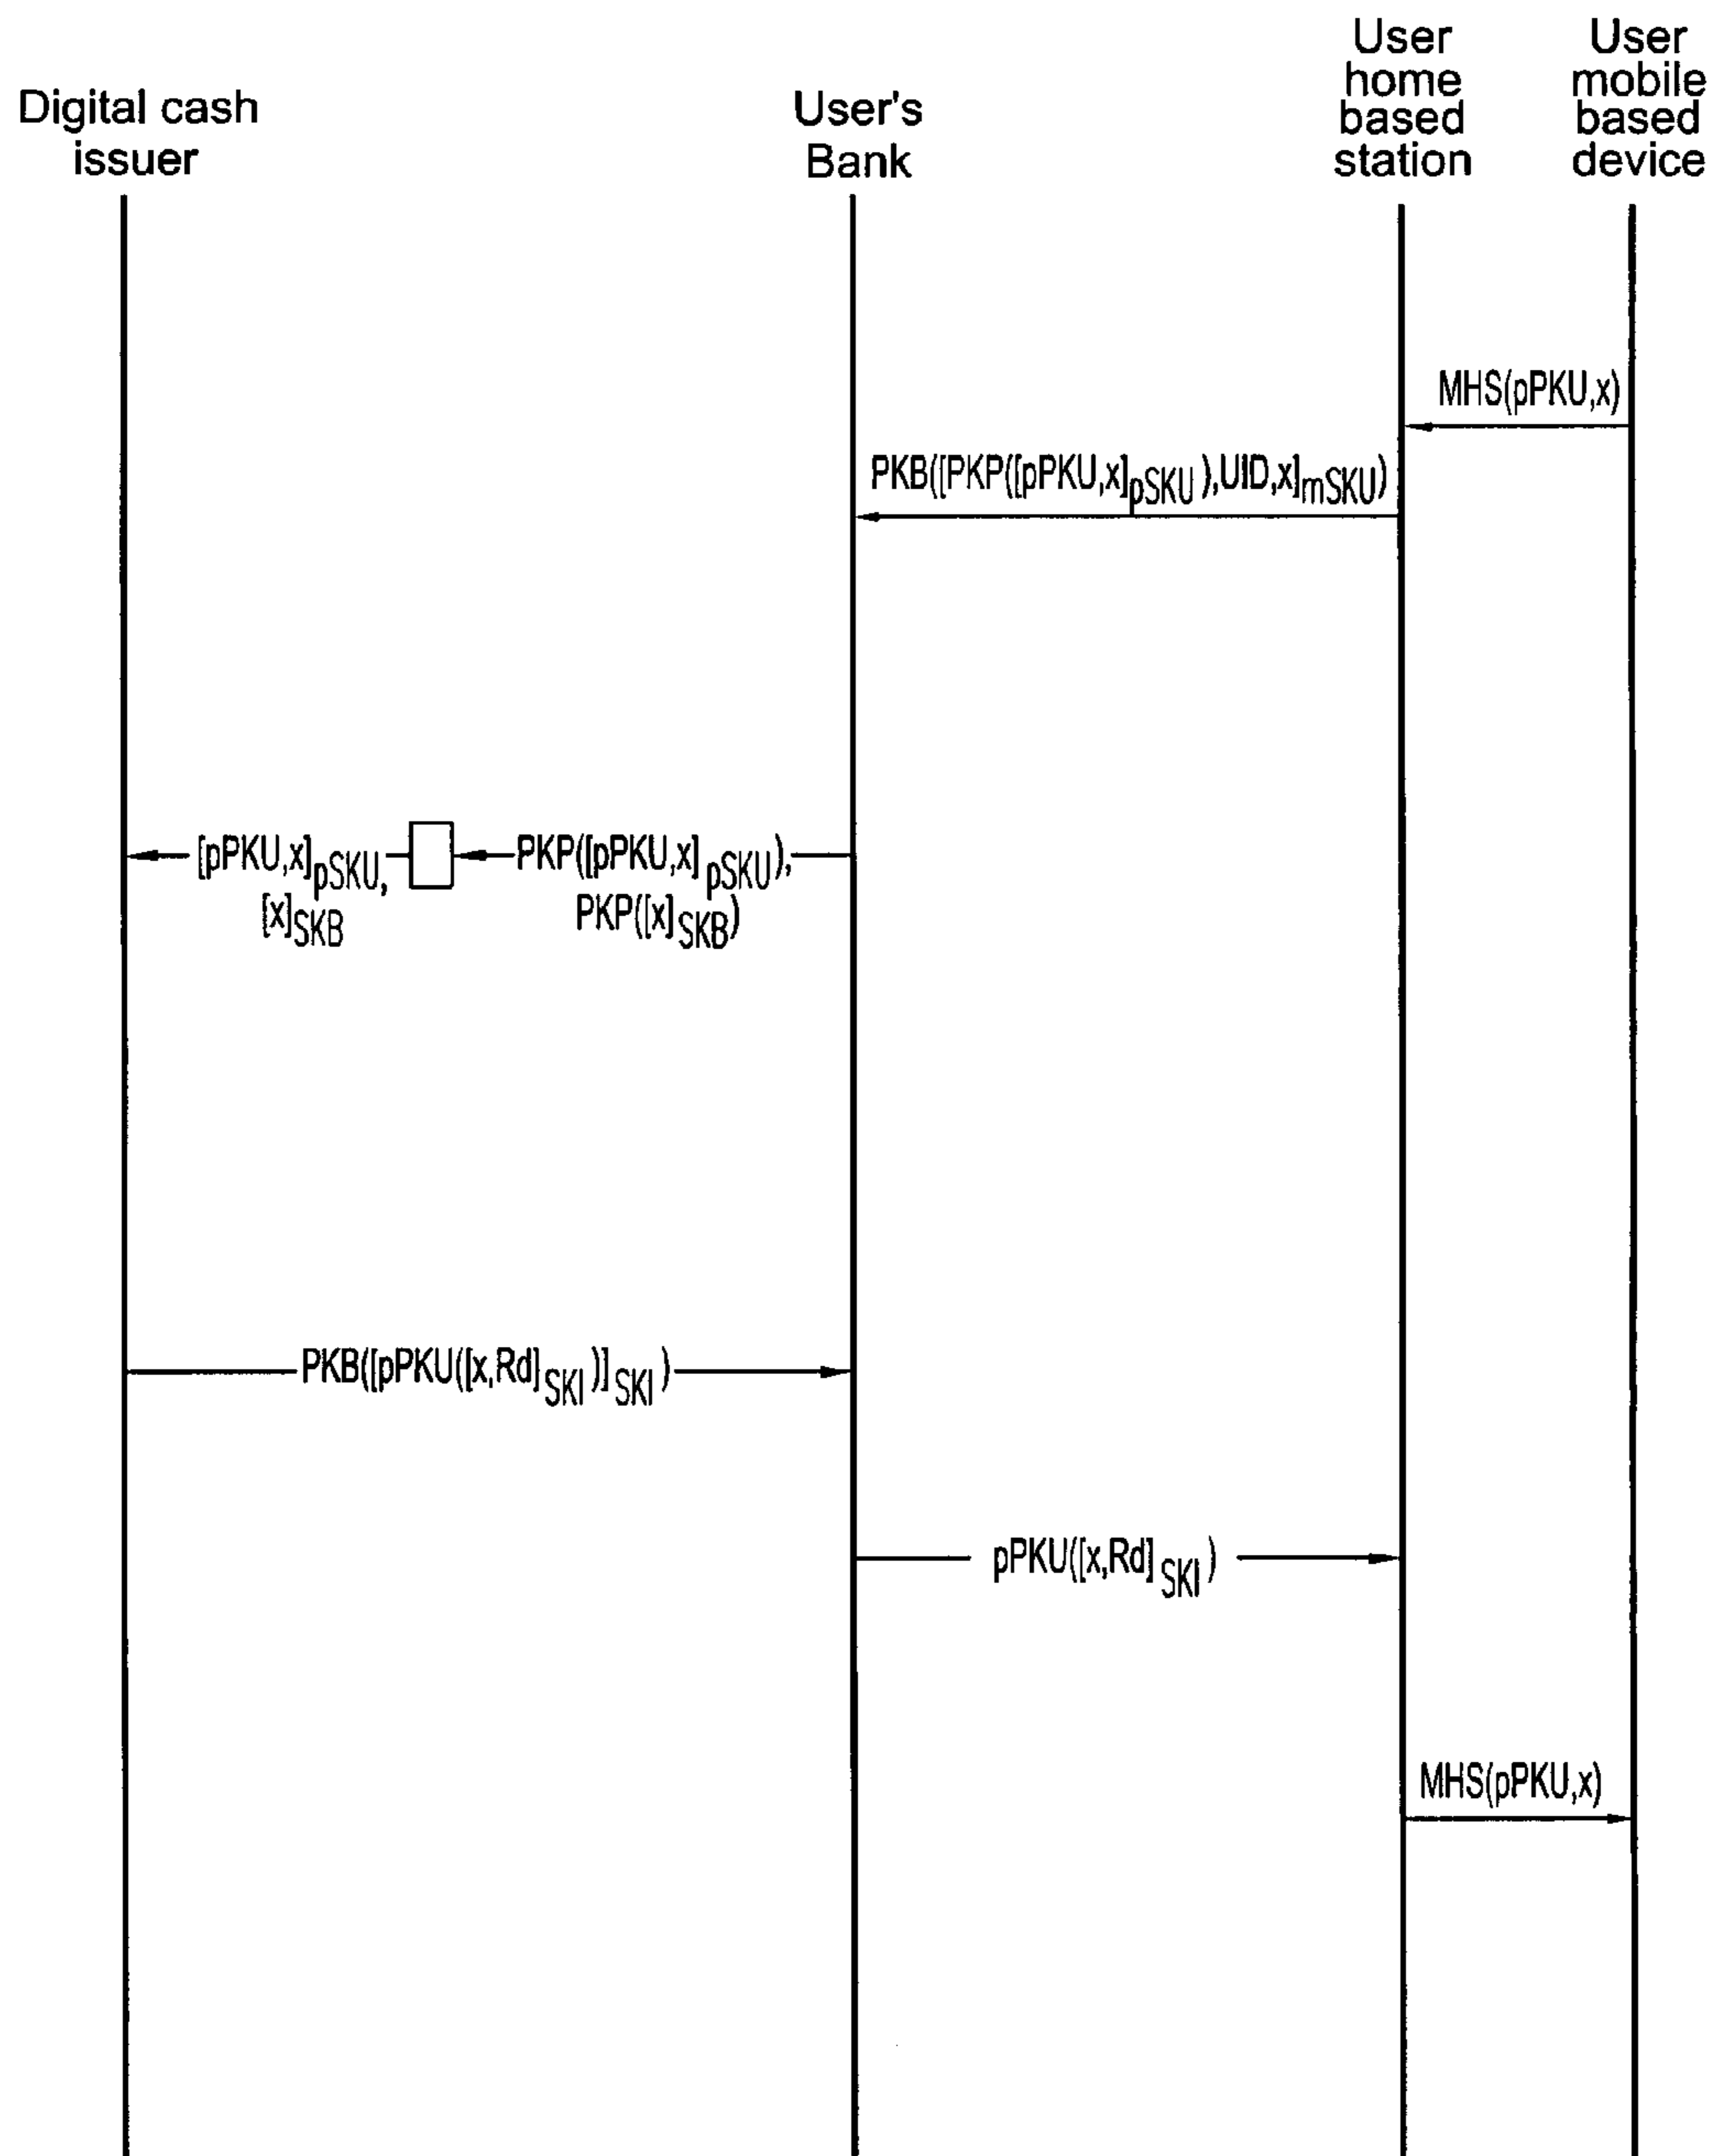 Digital cash
issuer
User's
Bank
User
home
based
station
User
mobile
based
device
MHS(pPKU,x)
PKB([PKP([pPKU,x]pSKU),UID,x]mSKU)
[pPKU,x]pSKU,
[x]SKB
PKP([pPKU,x]pSKU),
PKP([x]SKB)
PKB([pPKU([x,Rd]SKI)]SKI)
pPKU([x,Rd]SKI)
MHS(pPKU,x)